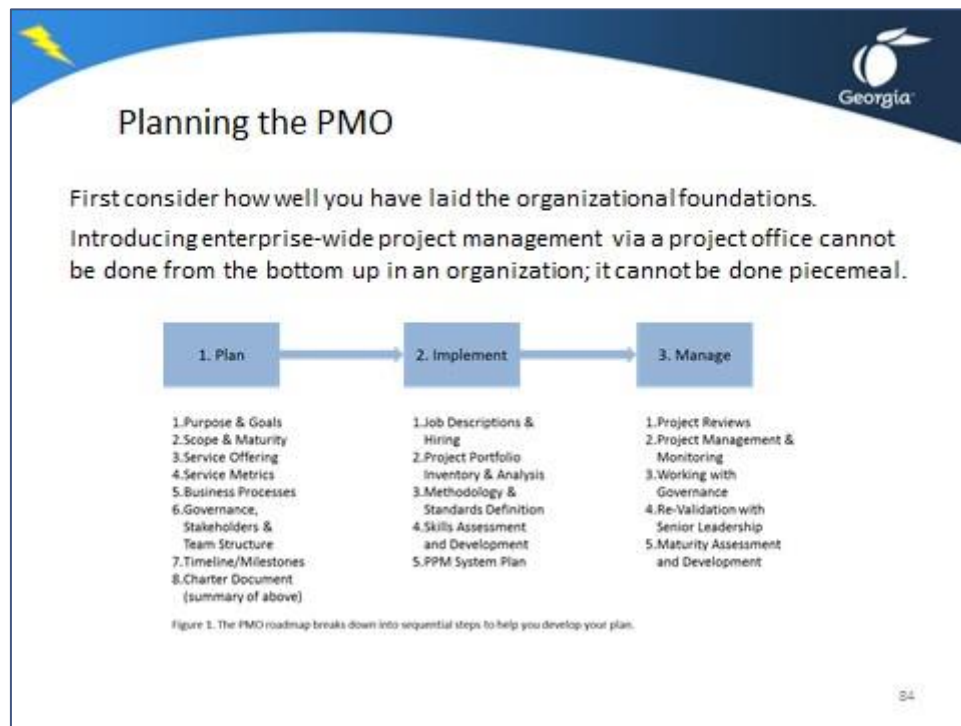 Georgia
Planning the PMO
First consider how well you have laid the organizational foundations.
Introducing enterprise-wide project management via a project office cannot
be done from the bottom up in an organization; it cannot be done piecemeal.
1. Plan
2. Implement
3. Manage
1.Purpose & Goals
2.Scope & Maturity
3.Service Offering
4.Service Metrics
5.Business Processes
6.Governance,
Stakeholders &
Team Structure
7.Timeline/Milestones
8.Charter Document
(summary of above)
1.Job Descriptions &
Hiring
2.Project Portfolio
Inventory & Analysis
3.Methodology &
Standards Definition
4.Skills Assessment
and Development
5.PPM System Plan
1.Project Reviews
2.Project Management &
Monitoring
3.Working with
Governance
4.Re-Validation with
Senior Leadership
5.Maturity Assessment
and Development
Figure 1. The PMO roadmap breaks down into sequential steps to help you develop your plan.
84